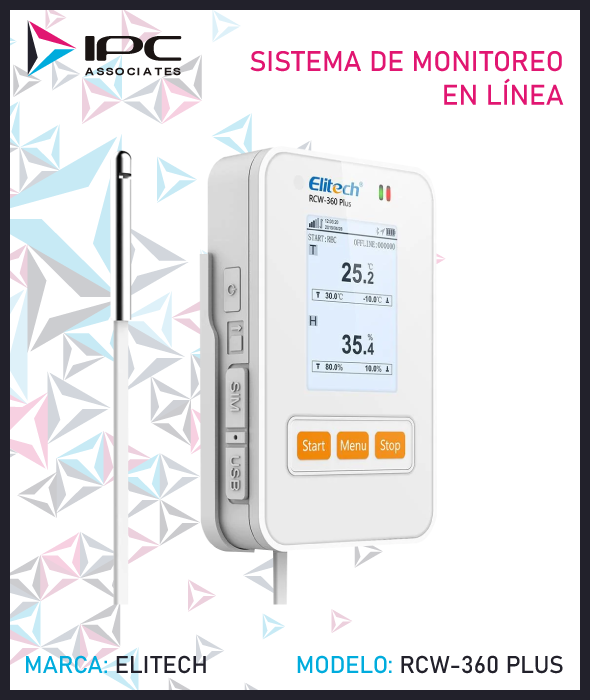 IPC
ASSOCIATES
SISTEMA DE MONITOREO
EN LÍNEA
Elitech®
RCW-360 Plus
START:REC OFFLINE:000000
T
25.2 ℃
30.0℃ -10.0℃
H
35.4 %
80.0% 10.0%
SIM
USB
Start Menu Stop
MARCA: ELITECH
MODELO: RCW-360 PLUS